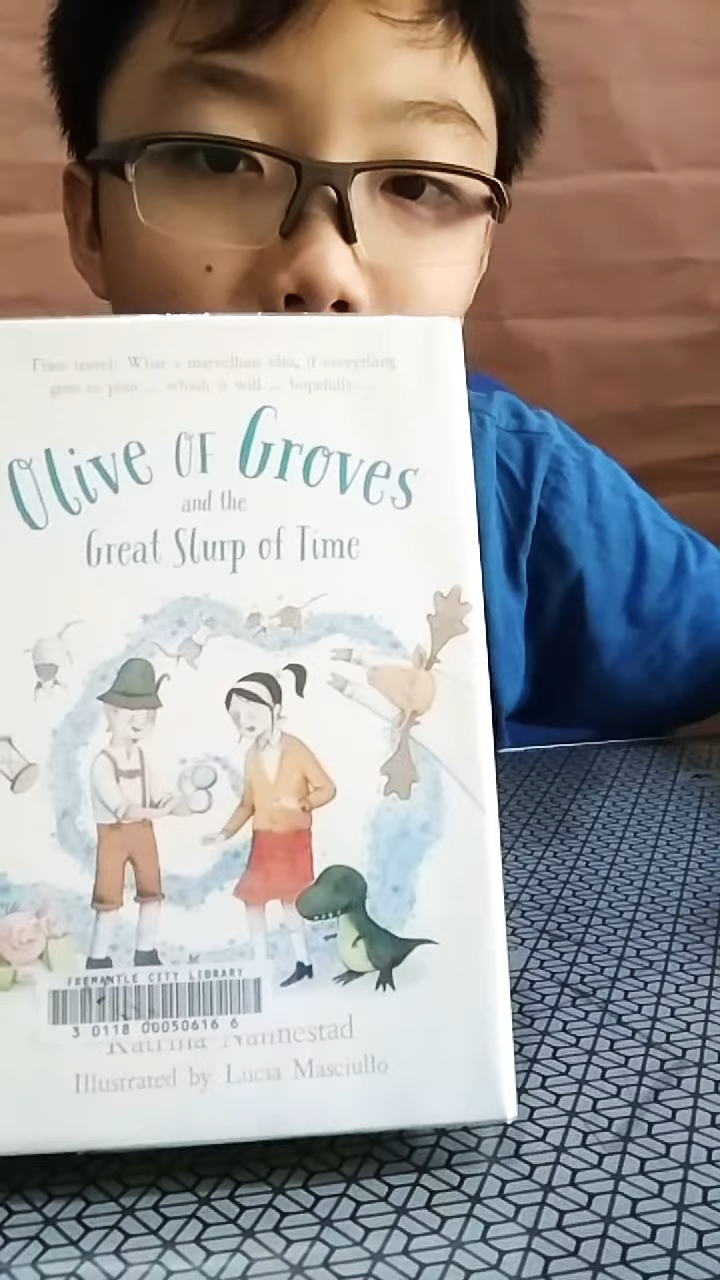 Time travel: What a marvellous idea, if everything
goes to plan ... which it will ... hopefully ...
Olive OF Groves
and the
Great Slurp of Time
FREMANTLE CITY LIBRARY
3 0118 00050616 6
Katrina Nannestad
Illustrated by Lucia Masciullo